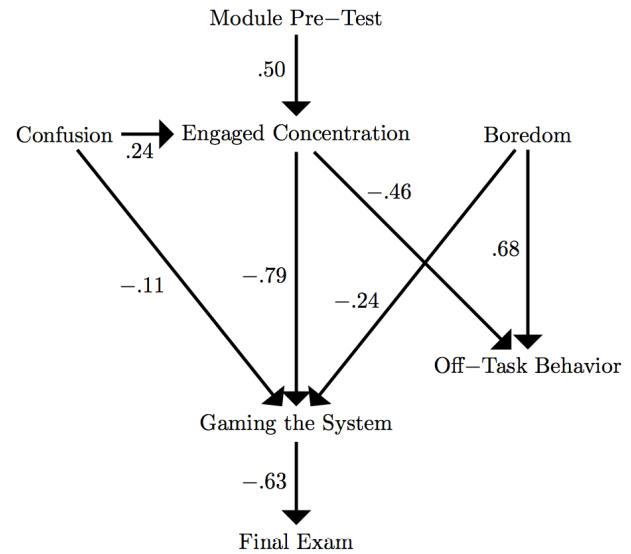 Module Pre−Test
.50
Confusion
.24
Engaged Concentration
Boredom
−.46
.68
−.79
−.11
−.24
Off−Task Behavior
Gaming the System
−.63
Final Exam